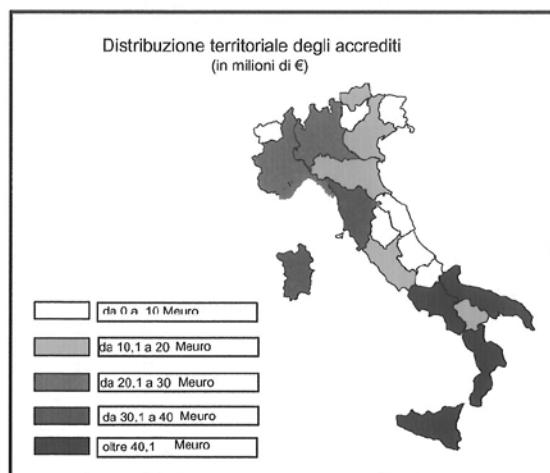 Distribuzione territoriale degli accrediti
(in milioni di €)
da 0 a 10 Meuro
da 10,1 a 20 Meuro
da 20,1 a 30 Meuro
da 30,1 a 40 Meuro
oltre 40,1 Meuro